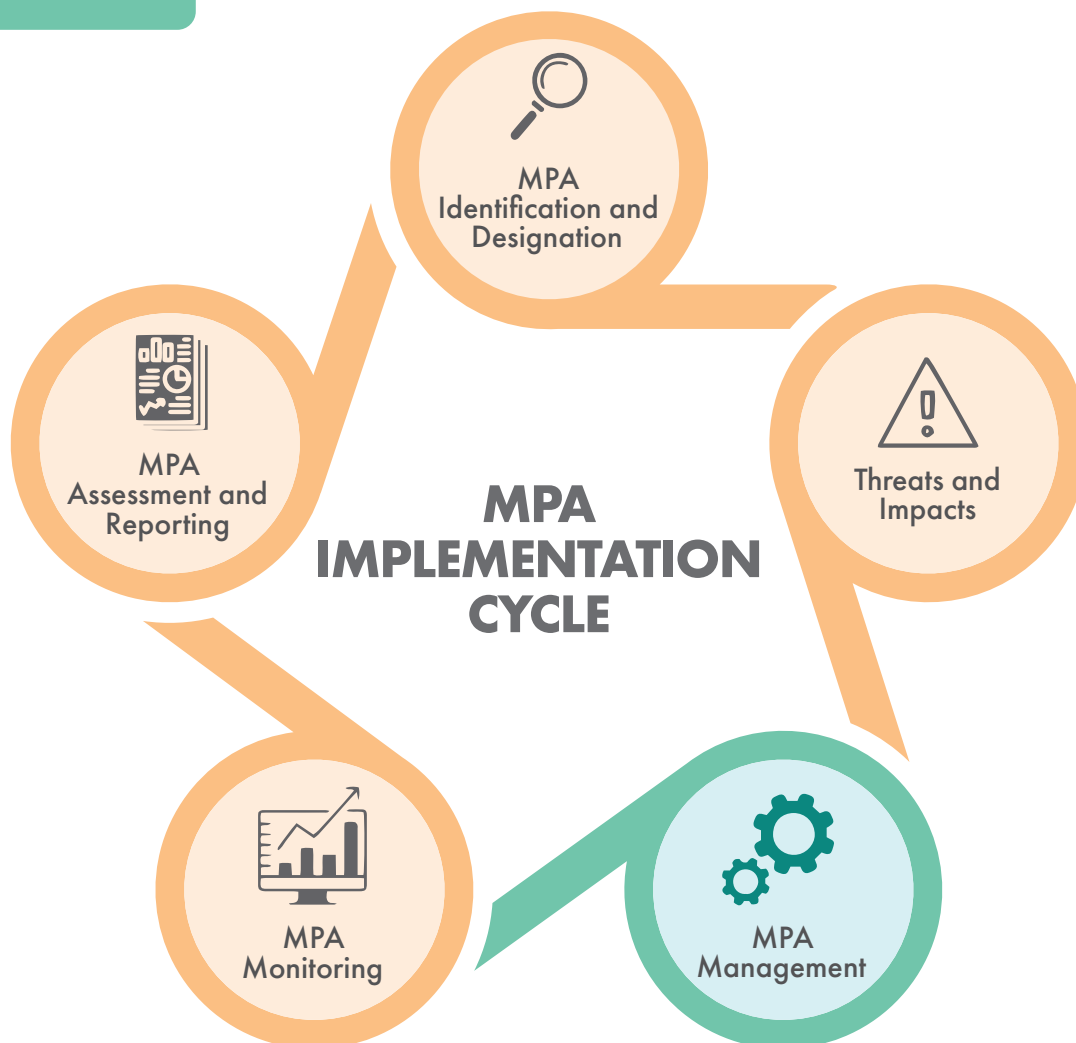 MPA
Identification and
Designation
Threats and
Impacts
MPA
Assessment and
Reporting
MPA
IMPLEMENTATION
CYCLE
MPA
Monitoring
MPA
Management